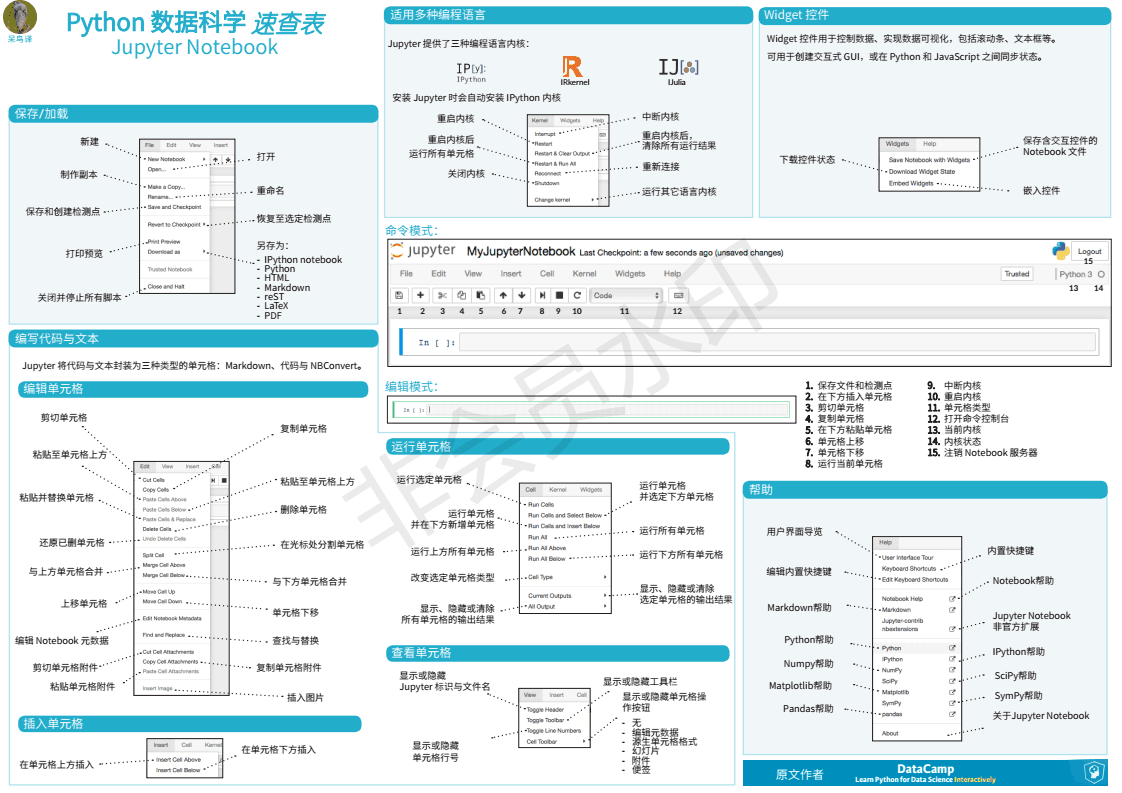 呆鸟译
Python 数据科学 速查表
Jupyter Notebook
保存/加载
新建
制作副本
保存和创建检测点
打印预览
关闭并停止所有脚本
File Edit View Insert
New Notebook
Open...
Make a Copy...
Rename...
Save and Checkpoint
Revert to Checkpoint
Print Preview
Download as
Trusted Notebook
Close and Halt
打开
重命名
恢复至选定检测点
另存为：
- IPython notebook
- Python
- HTML
- Markdown
- reST
- LaTeX
- PDF
编写代码与文本
Jupyter 将代码与文本封装为三种类型的单元格：Markdown、代码与 NBConvert。
编辑单元格
剪切单元格
粘贴至单元格上方
粘贴并替换单元格
还原已删单元格
与上方单元格合并
上移单元格
编辑 Notebook 元数据
剪切单元格附件
粘贴单元格附件
Edit View Insert Cell
Cut Cells
Copy Cells
Paste Cells Above
Paste Cells Below
Paste Cells & Replace
Delete Cells
Undo Delete Cells
Split Cell
Merge Cell Above
Merge Cell Below
Move Cell Up
Move Cell Down
Edit Notebook Metadata
Find and Replace
Cut Cell Attachments
Copy Cell Attachments
Paste Cell Attachments
Insert Image
复制单元格
粘贴至单元格上方
删除单元格
在光标处分割单元格
与下方单元格合并
单元格下移
查找与替换
复制单元格附件
插入图片
插入单元格
在单元格上方插入
Insert Cell Kernel
Insert Cell Above
Insert Cell Below
在单元格下方插入
适用多种编程语言
Jupyter 提供了三种编程语言内核：
IP[y]:
IPython
R
IRkernel
IJ
IJulia
安装 Jupyter 时会自动安装 IPython 内核
重启内核
重启内核后
运行所有单元格
关闭内核
Kernel Widgets Help
Interrupt
Restart
Restart & Clear Output
Restart & Run All
Reconnect
Shutdown
Change kernel
中断内核
重启内核后，
清除所有运行结果
重新连接
运行其它语言内核
Widget 控件
Widget 控件用于控制数据、实现数据可视化，包括滚动条、文本框等。
可用于创建交互式 GUI，或在 Python 和 JavaScript 之间同步状态。
下载控件状态
Widgets Help
Save Notebook with Widgets
Download Widget State
Embed Widgets
保存含交互控件的
Notebook 文件
嵌入控件
命令模式：
jupyter MyJupyterNotebook Last Checkpoint: a few seconds ago (unsaved changes)
Logout
15
File Edit View Insert Cell Kernel Widgets Help
Trusted
Python 3
13 14
Code
1 2 3 4 5 6 7 8 9 10 11 12
In [ ]:
编辑模式：
In [ ]:
1. 保存文件和检测点
2. 在下方插入单元格
3. 剪切单元格
4. 复制单元格
5. 在下方粘贴单元格
6. 单元格上移
7. 单元格下移
8. 运行当前单元格
9. 中断内核
10. 重启内核
11. 单元格类型
12. 打开命令控制台
13. 当前内核
14. 内核状态
15. 注销 Notebook 服务器
运行单元格
运行选定单元格
运行单元格
并在下方新增单元格
运行上方所有单元格
改变选定单元格类型
显示、隐藏或清除
所有单元格的输出结果
Cell Kernel Widgets
Run Cells
Run Cells and Select Below
Run Cells and Insert Below
Run All
Run All Above
Run All Below
Cell Type
Current Outputs
All Output
运行单元格
并选定下方单元格
运行所有单元格
运行下方所有单元格
显示、隐藏或清除
选定单元格的输出结果
查看单元格
显示或隐藏
Jupyter 标识与文件名
显示或隐藏
单元格行号
View Insert Cell
Toggle Header
Toggle Toolbar
Toggle Line Numbers
Cell Toolbar
显示或隐藏工具栏
显示或隐藏单元格操
作按钮
- 无
- 编辑元数据
- 源生单元格格式
- 幻灯片
- 附件
- 便签
帮助
用户界面导览
编辑内置快捷键
Markdown帮助
Python帮助
Numpy帮助
Matplotlib帮助
Pandas帮助
Help
User Interface Tour
Keyboard Shortcuts
Edit Keyboard Shortcuts
Notebook Help
Markdown
Jupyter-contrib
nbextensions
Python
IPython
NumPy
SciPy
Matplotlib
SymPy
pandas
About
内置快捷键
Notebook帮助
Jupyter Notebook
非官方扩展
IPython帮助
SciPy帮助
SymPy帮助
关于Jupyter Notebook
原文作者
DataCamp
Learn Python for Data Science Interactively
非会员水印